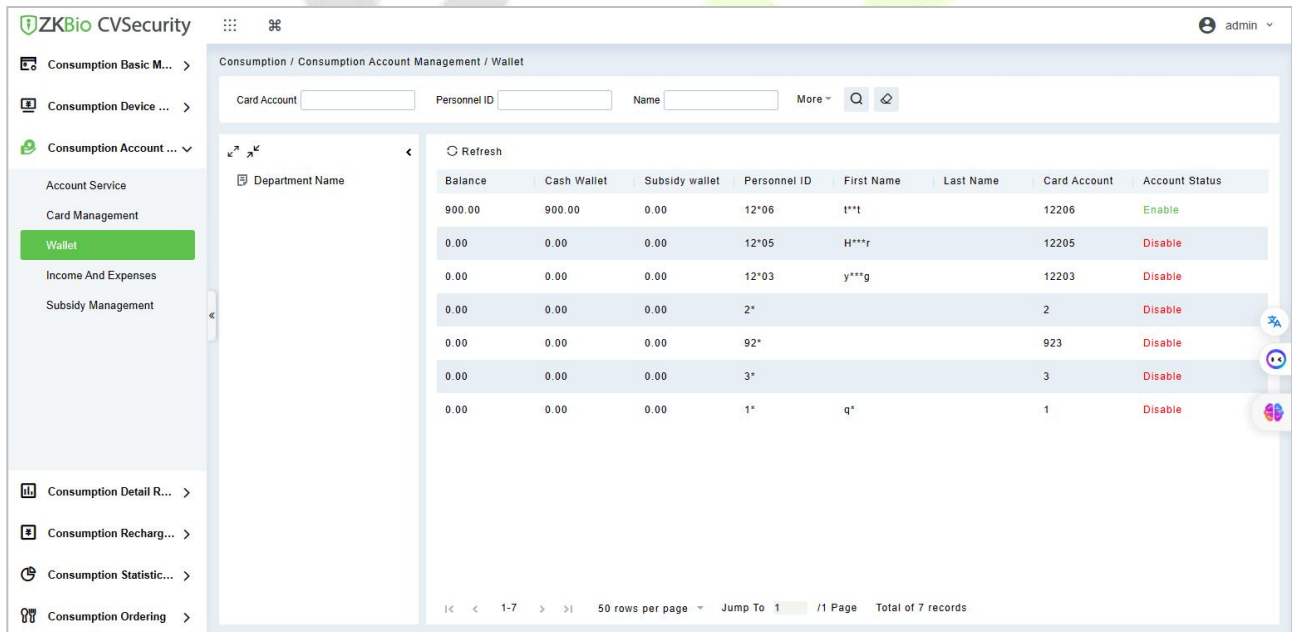 ZKBio CVSecurity
admin
Consumption Basic M...
Consumption Device ...
Consumption Account ...
Account Service
Card Management
Wallet
Income And Expenses
Subsidy Management
Consumption Detail R...
Consumption Recharg...
Consumption Statistic...
Consumption Ordering
Consumption / Consumption Account Management / Wallet
Card Account Personnel ID Name More
Department Name
Refresh
Balance Cash Wallet Subsidy wallet Personnel ID First Name Last Name Card Account Account Status
900.00 900.00 0.00 12*06 t**t 12206 Enable
0.00 0.00 0.00 12*05 H***r 12205 Disable
0.00 0.00 0.00 12*03 y***g 12203 Disable
0.00 0.00 0.00 2* 2 Disable
0.00 0.00 0.00 92* 923 Disable
0.00 0.00 0.00 3* 3 Disable
0.00 0.00 0.00 1* q* 1 Disable
1-7 50 rows per page Jump To 1 /1 Page Total of 7 records